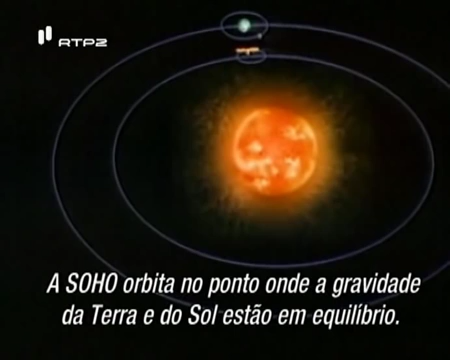 RTP2
A SOHO orbita no ponto onde a gravidade
da Terra e do Sol estão em equilíbrio.